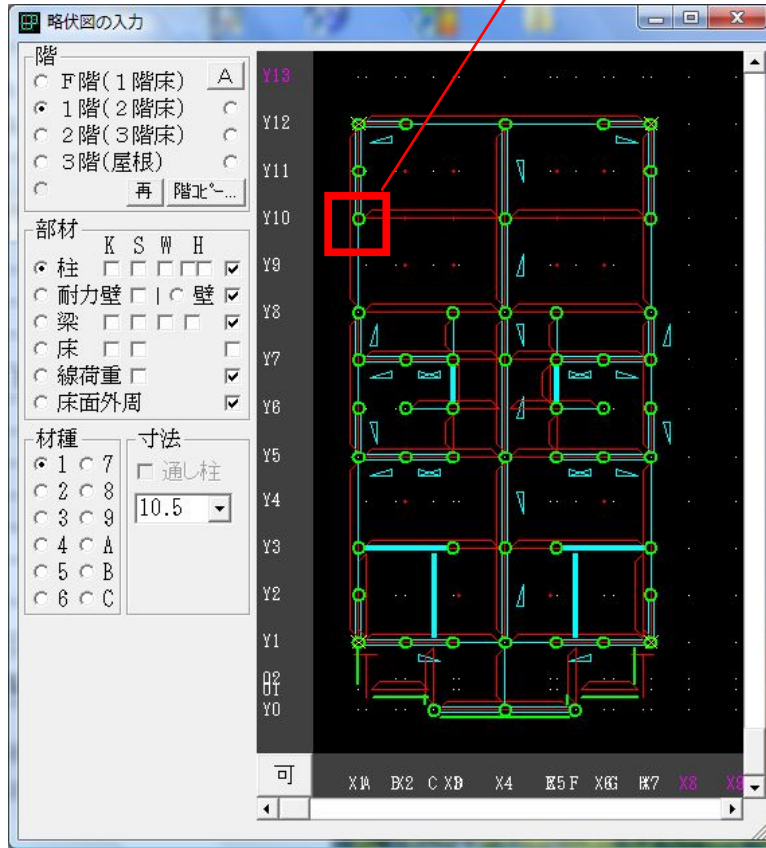 略伏図の入力
階
F階(1階床) A
1階(2階床)
2階(3階床)
3階(屋根)
再 階ｺﾋﾟｰ...
部材
K S W H
柱
耐力壁 | 壁
梁
床
線荷重
床面外周
材種
1 7
2 8
3 9
4 A
5 B
6 C
寸法
通し柱
10.5
Y13
Y12
Y11
Y10
Y9
Y8
Y7
Y6
Y5
Y4
Y3
Y2
Y1
Y0
可
X4
X8